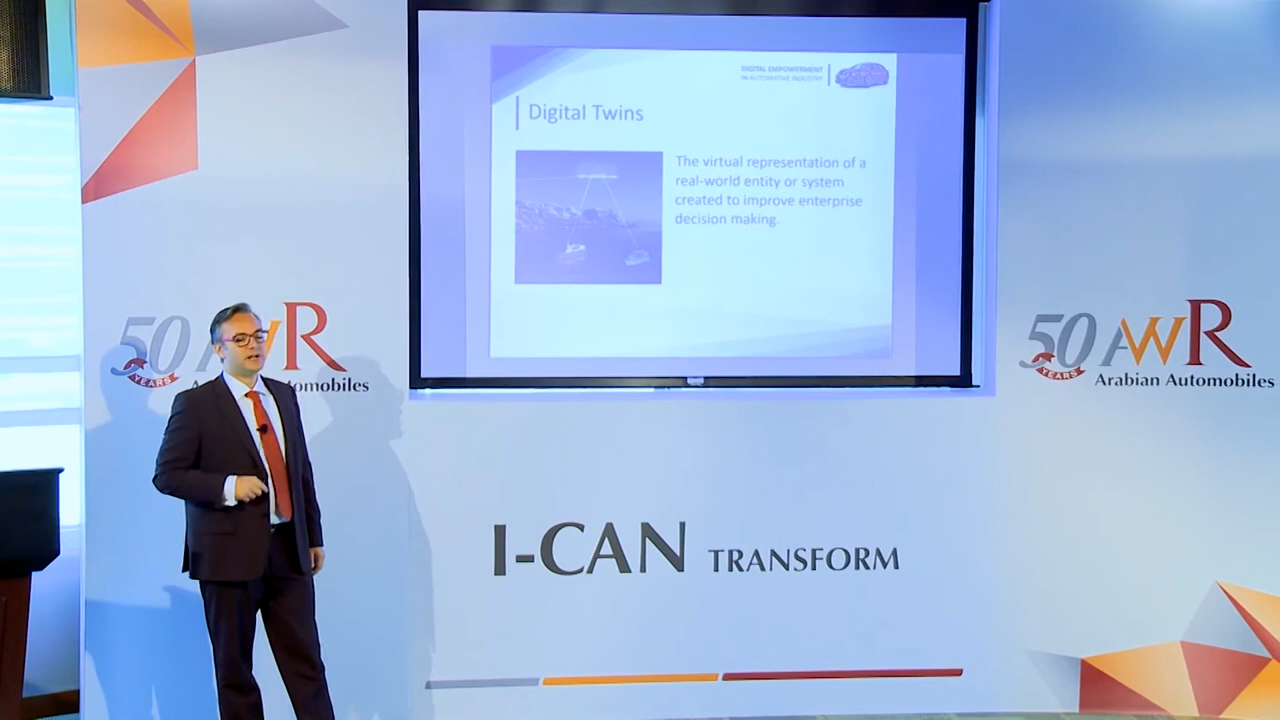 DIGITAL EMPOWERMENT
IN AUTOMOTIVE INDUSTRY
Digital Twins
The virtual representation of a
real-world entity or system
created to improve enterprise
decision making.
50 AWR
YEARS
Arabian Automobiles
50 AWR
YEARS
Arabian Automobiles
I-CAN TRANSFORM